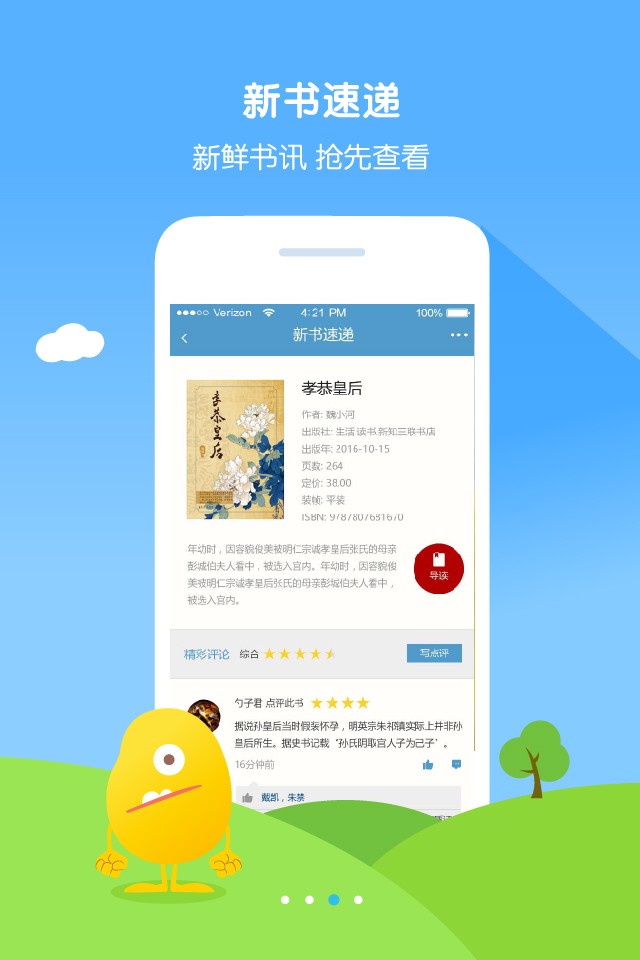 新书速递
新鲜书讯 抢先查看
Verizon 4:21 PM 100%
新书速递
孝恭皇后
孝恭皇后
作者: 魏小河
出版社: 生活·读书·新知三联书店
出版年: 2016-10-15
页数: 264
定价: 38.00
装帧: 平装
ISBN: 9787807681670
年幼时，因容貌俊美被明仁宗诚孝皇后张氏的母亲
彭城伯夫人看中，被选入宫内。年幼时，因容貌俊
美被明仁宗诚孝皇后张氏的母亲彭城伯夫人看中，
被选入宫内。
导读
精彩评论 综合
写点评
勺子君 点评此书
据说孙皇后当时假装怀孕，明英宗朱祁镇实际上并非孙
皇后所生。据史书记载“孙氏阴取宫人子为己子”。
16分钟前
戴凯，朱禁